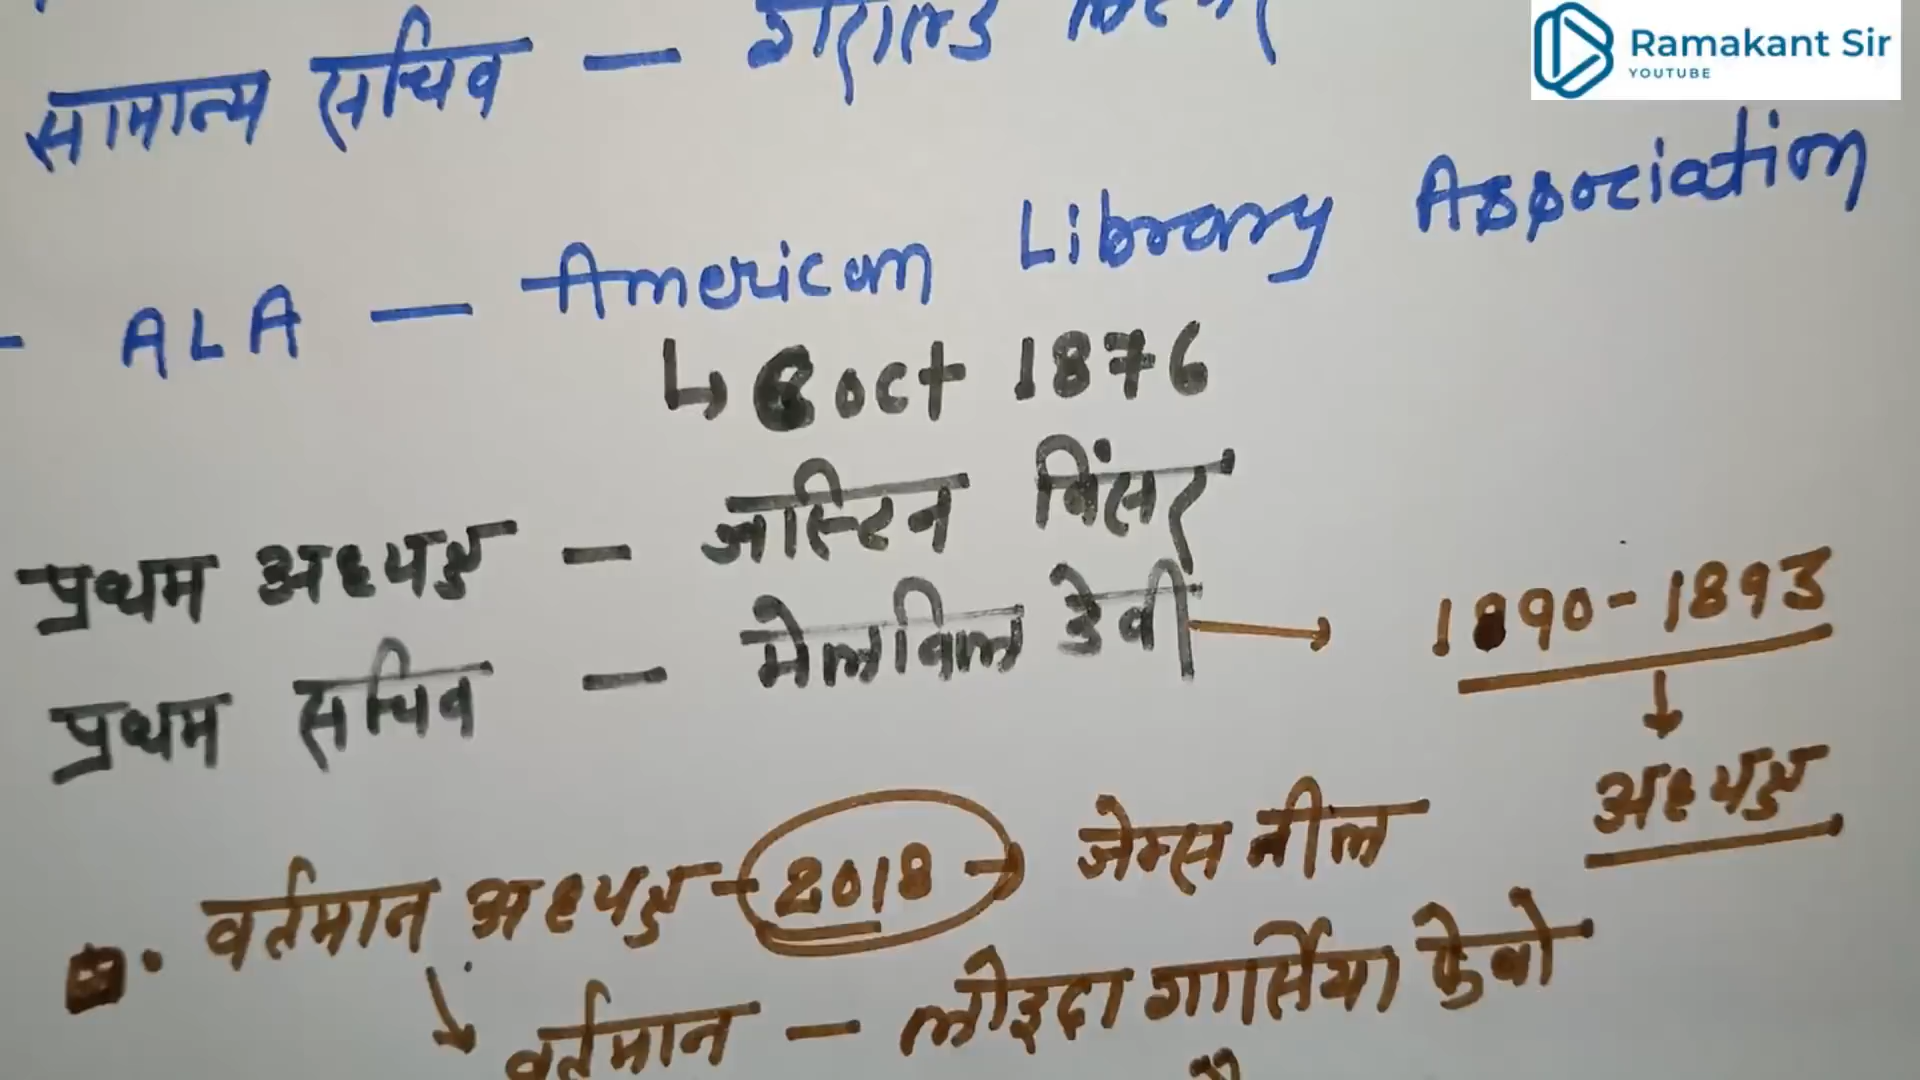 Ramakant Sir
YOUTUBE
सामान्य सचिव —
- ALA — American Library Association
↳ 6 oct 1876
प्रथम अध्यक्ष — जस्टिन विंसर
प्रथम सचिव — मेलविल डेवी → 1890-1893
↓
अध्यक्ष
• वर्तमान अध्यक्ष - 2018 → जेम्स नील
↓ वर्तमान — लोइदा गार्सिया फेबो